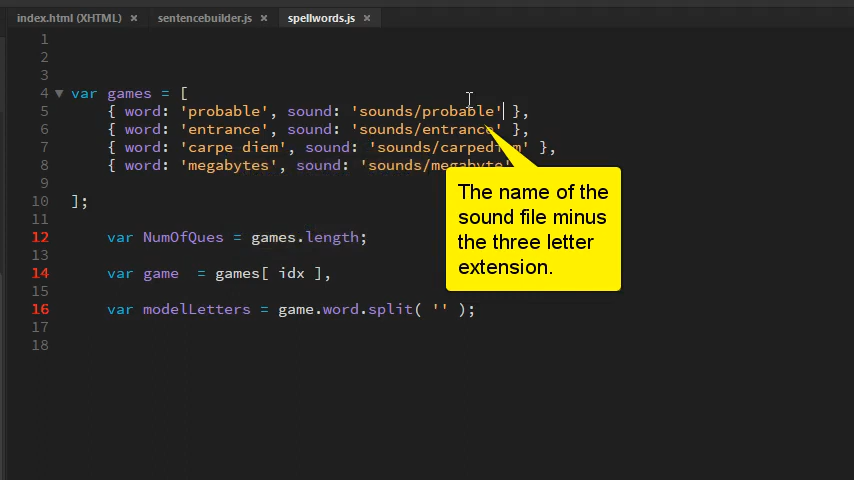 index.html (XHTML) × sentencebuilder.js × spellwords.js ×
1
2
3
4 var games = [
5 { word: 'probable', sound: 'sounds/probable' },
6 { word: 'entrance', sound: 'sounds/entrance' },
7 { word: 'carpe diem', sound: 'sounds/carpediem' },
8 { word: 'megabytes', sound: 'sounds/megabyte
9
10 ];
11
12 var NumOfQues = games.length;
13
14 var game = games[ idx ],
15
16 var modelLetters = game.word.split( '' );
17
18
The name of the
sound file minus
the three letter
extension.